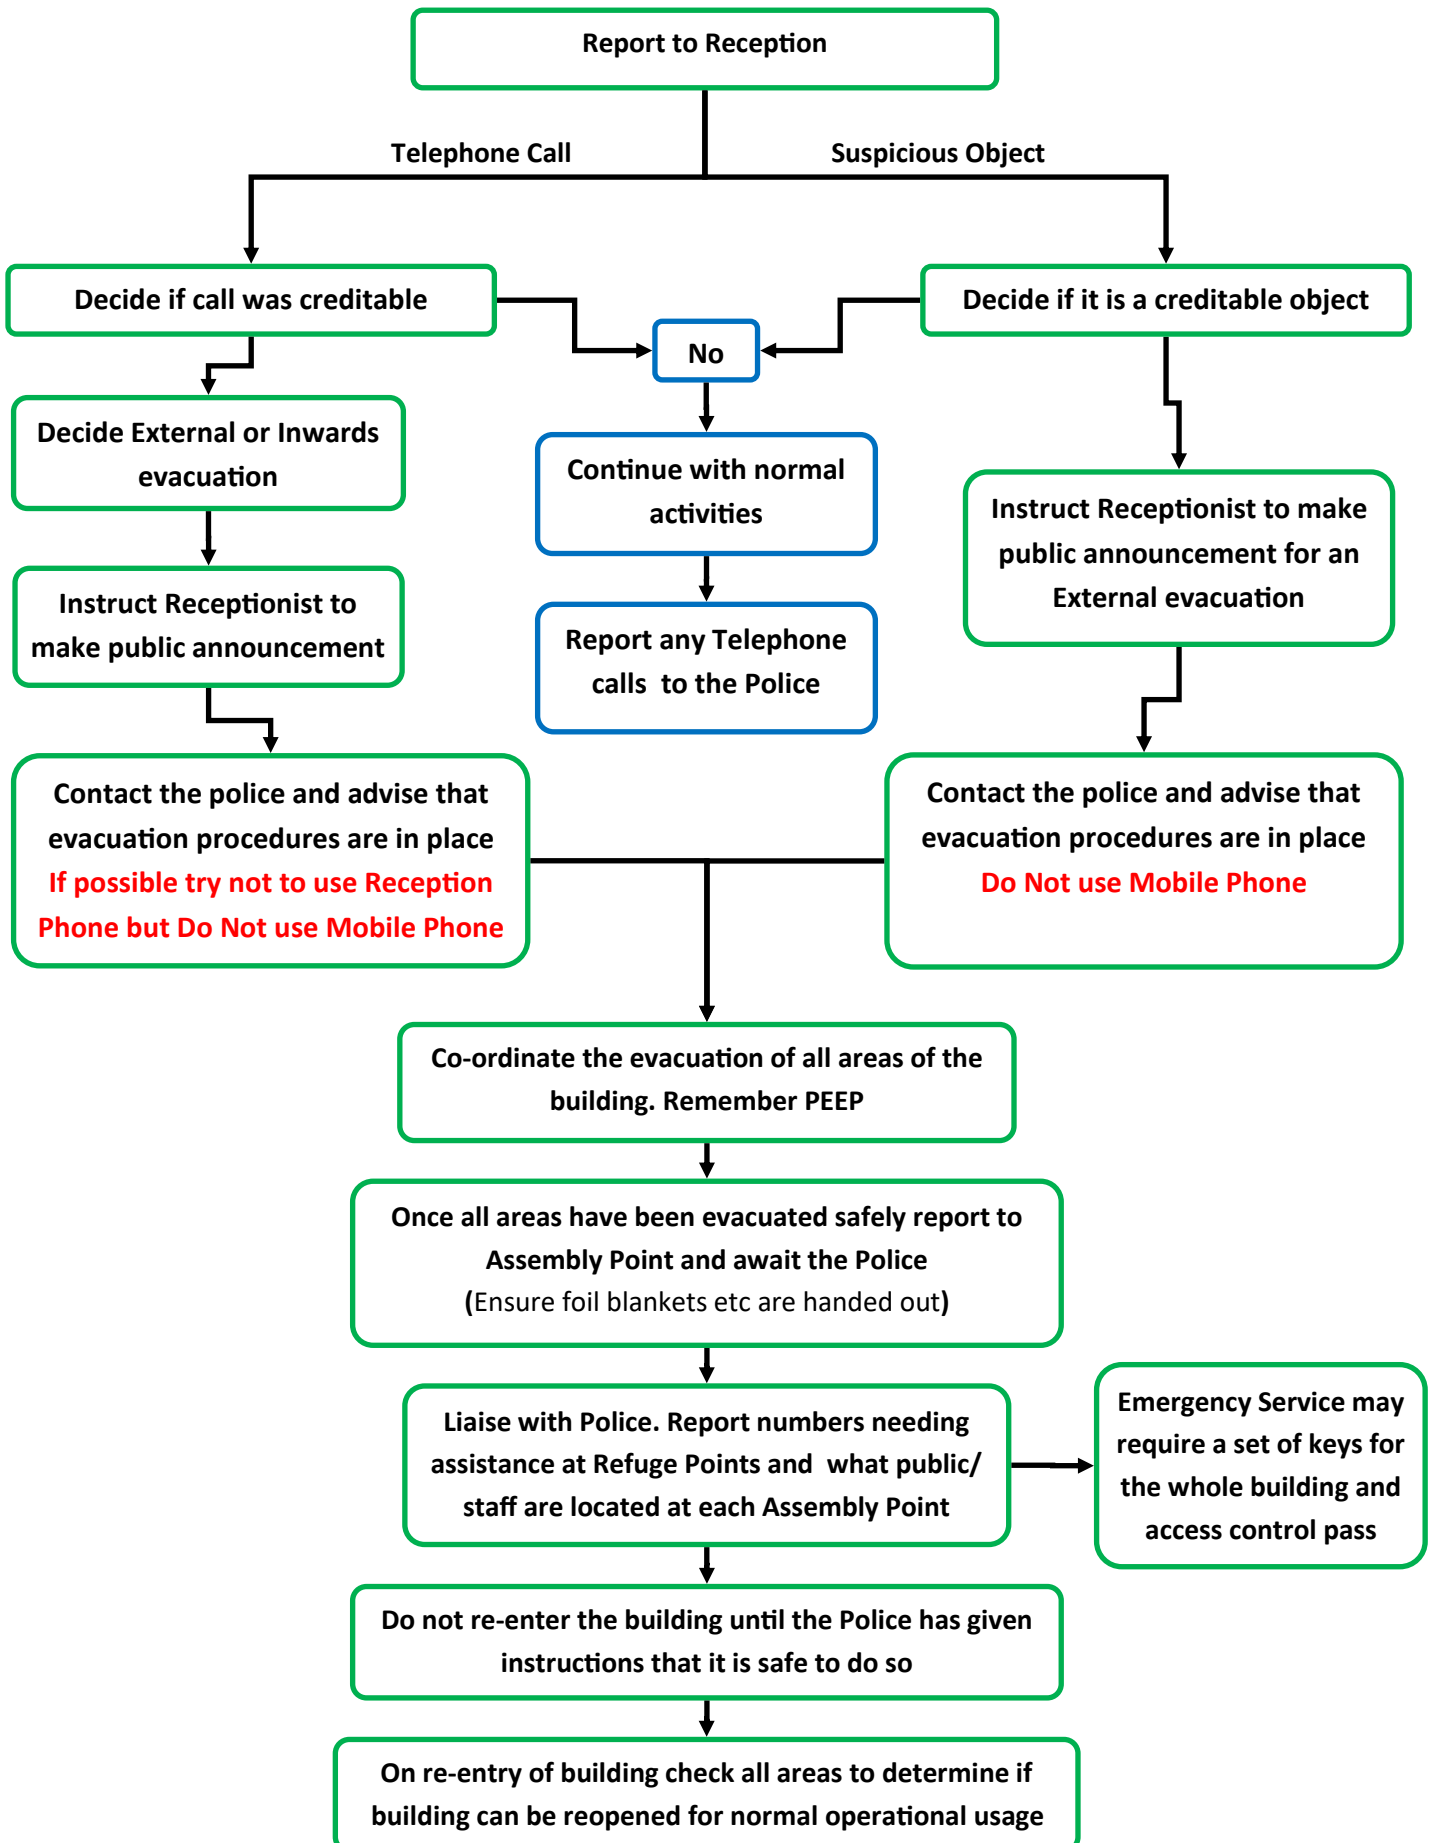 Report to Reception
Telephone Call
Suspicious Object
Decide if call was creditable
Decide if it is a creditable object
No
Decide External or Inwards
evacuation
Continue with normal
activities
Instruct Receptionist to make
public announcement for an
External evacuation
Instruct Receptionist to
make public announcement
Report any Telephone
calls  to the Police
Contact the police and advise that
evacuation procedures are in place
If possible try not to use Reception
Phone but Do Not use Mobile Phone
Contact the police and advise that
evacuation procedures are in place
Do Not use Mobile Phone
Co-ordinate the evacuation of all areas of the
building. Remember PEEP
Once all areas have been evacuated safely report to
Assembly Point and await the Police
(Ensure foil blankets etc are handed out)
Liaise with Police. Report numbers needing
assistance at Refuge Points and  what public/
staff are located at each Assembly Point
Emergency Service may
require a set of keys for
the whole building and
access control pass
Do not re-enter the building until the Police has given
instructions that it is safe to do so
On re-entry of building check all areas to determine if
building can be reopened for normal operational usage